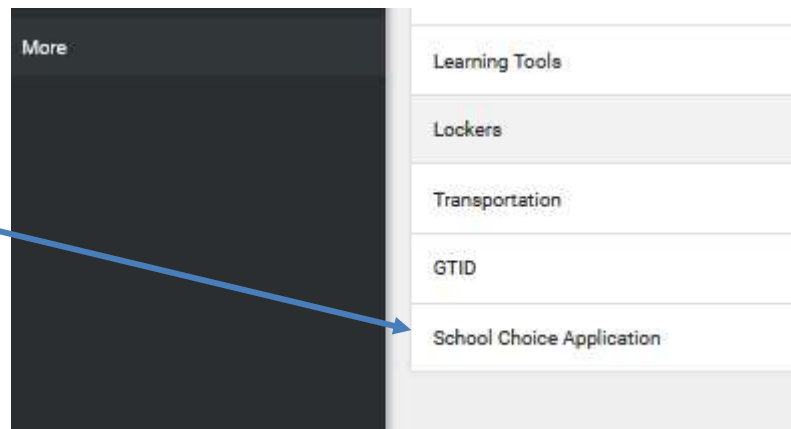 More
Learning Tools
Lockers
Transportation
GTID
School Choice Application